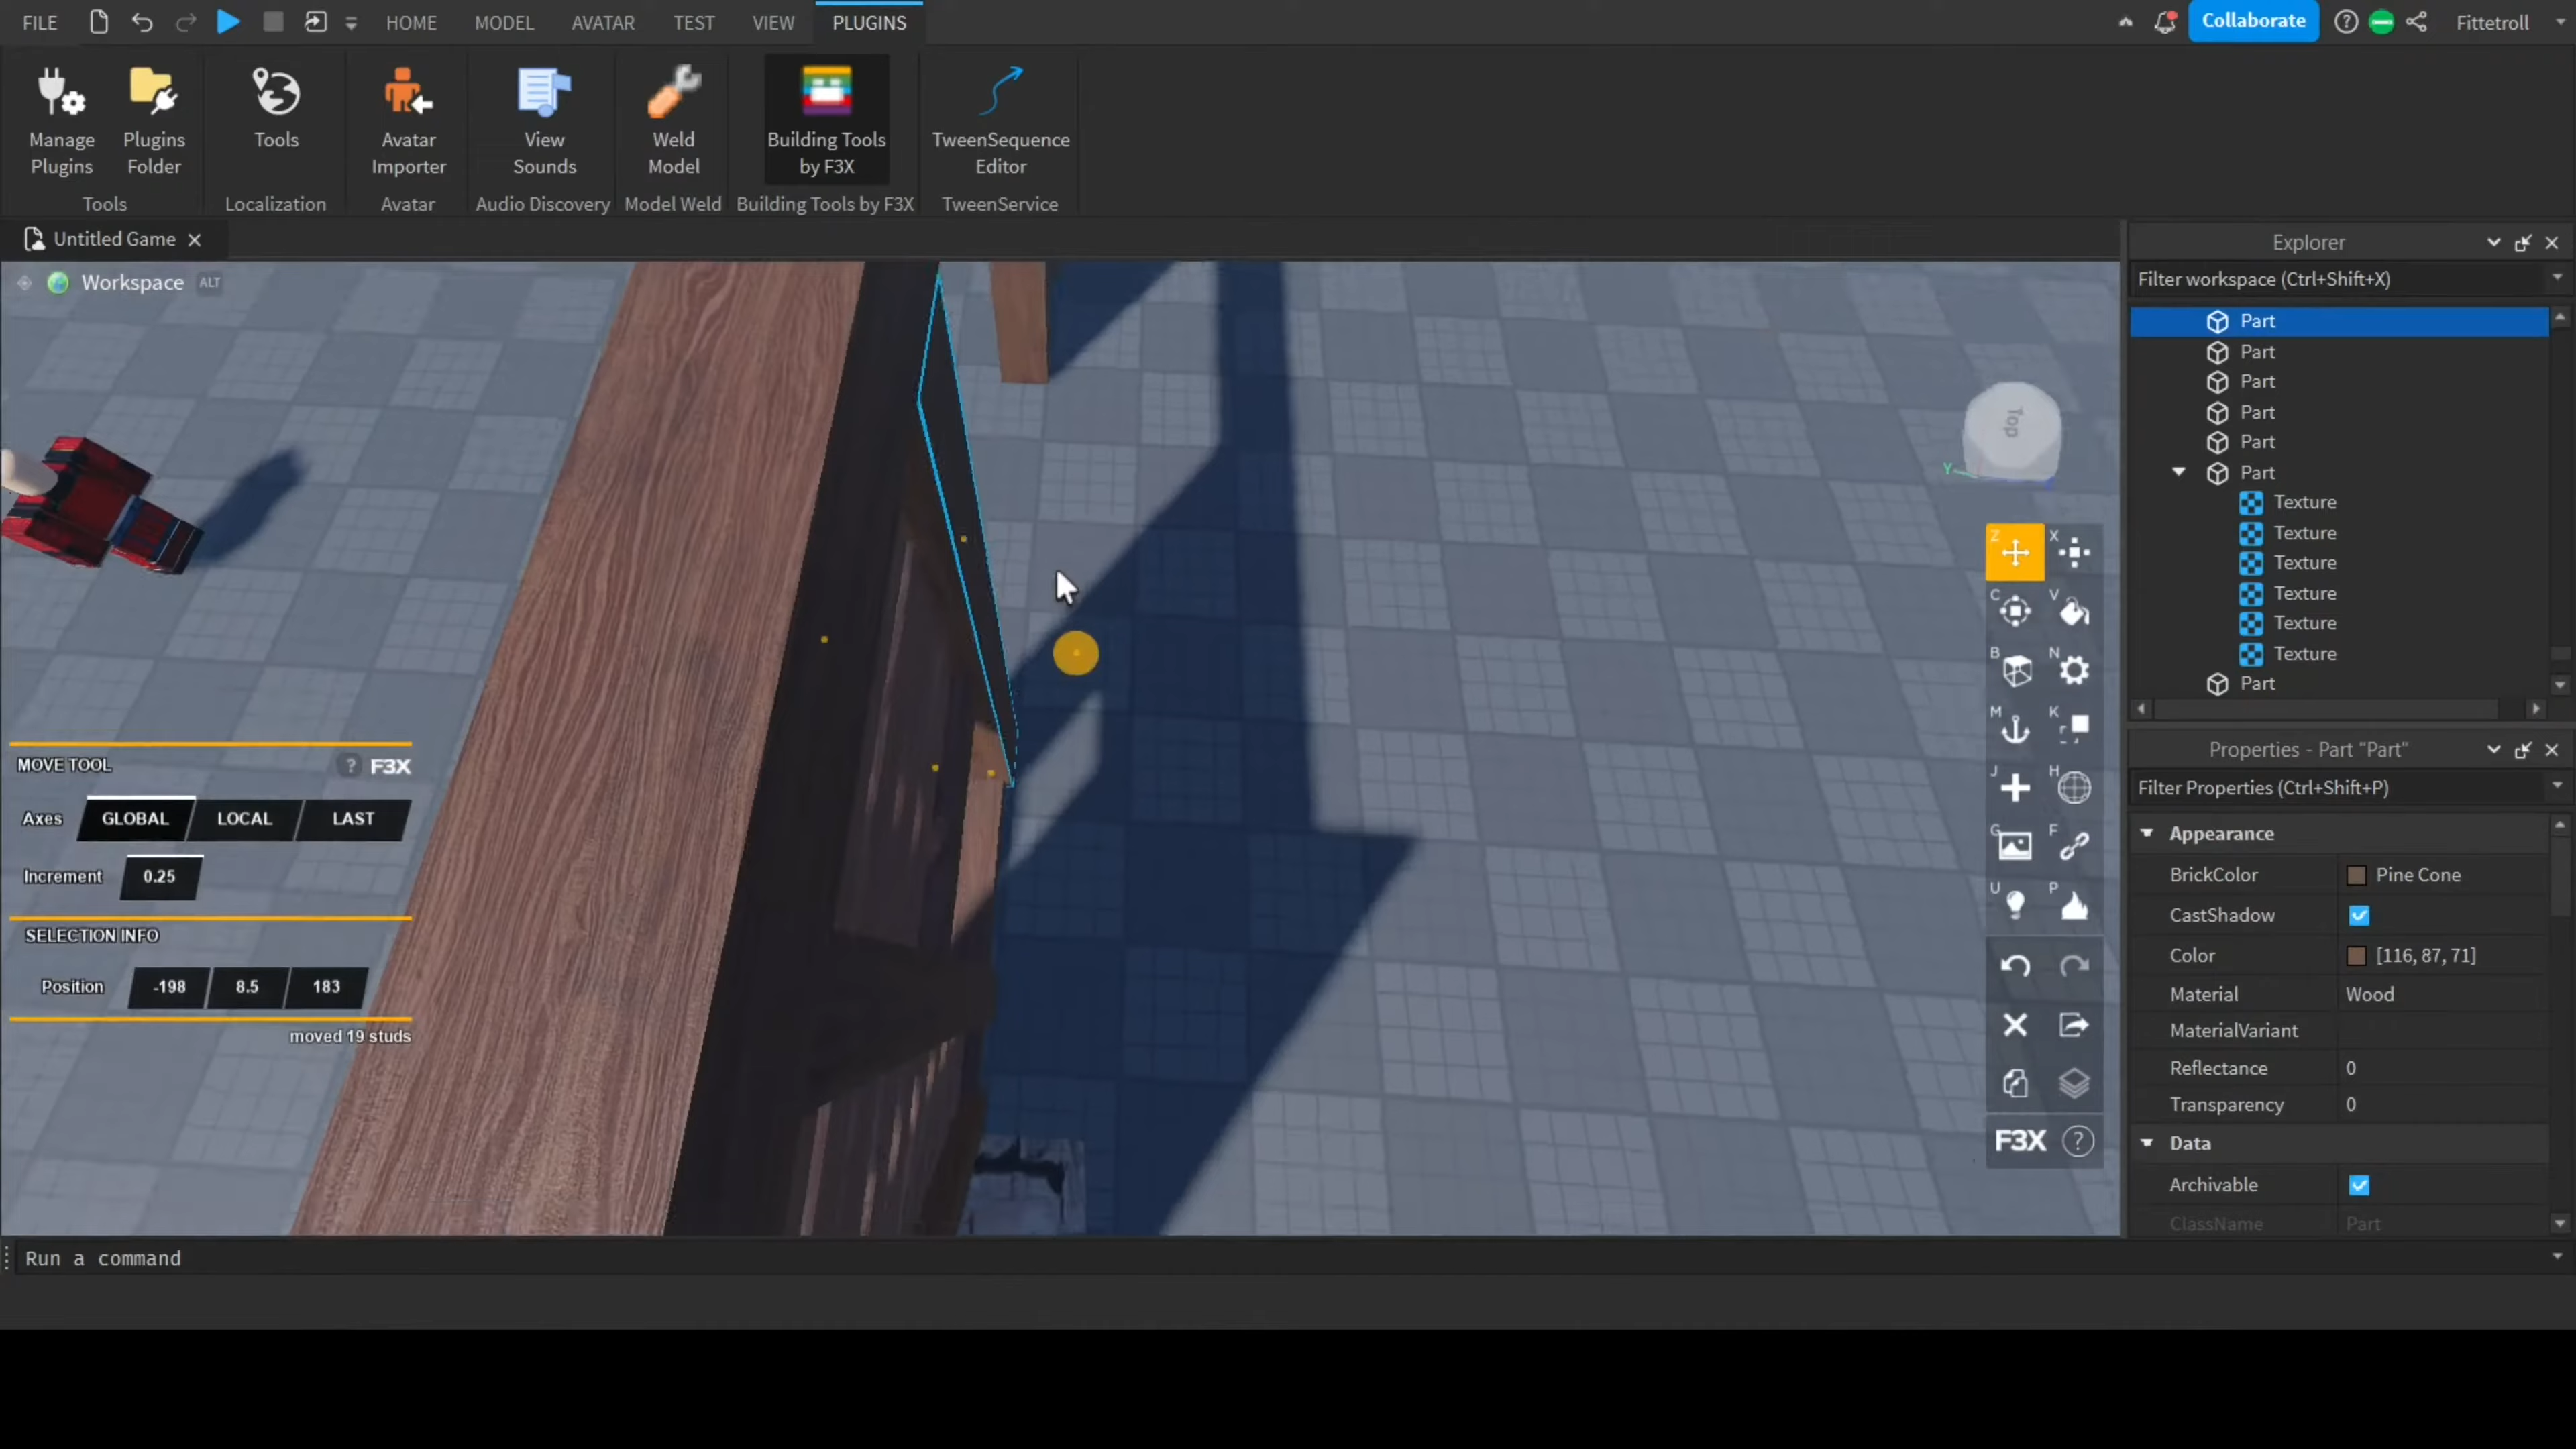 FILE HOME MODEL AVATAR TEST VIEW PLUGINS Collaborate ? Fittetroll
Manage Plugins
Plugins Folder
Tools
Avatar Importer
View Sounds
Weld Model
Building Tools by F3X
TweenSequence Editor
Tools Localization Avatar Audio Discovery Model Weld Building Tools by F3X TweenService
Untitled Game
Workspace ALT
Top
Y
MOVE TOOL ? F3X
Axes GLOBAL LOCAL LAST
Increment 0.25
SELECTION INFO
Position -198 8.5 183
moved 19 studs
Z X
C V
B N
M K
J H
G F
U P
F3X ?
Explorer
Filter workspace (Ctrl+Shift+X)
Part
Part
Part
Part
Part
Part
Texture
Texture
Texture
Texture
Texture
Texture
Part
Properties - Part "Part"
Filter Properties (Ctrl+Shift+P)
Appearance
BrickColor Pine Cone
CastShadow
Color [116, 87, 71]
Material Wood
MaterialVariant
Reflectance 0
Transparency 0
Data
Archivable
ClassName Part
Run a command